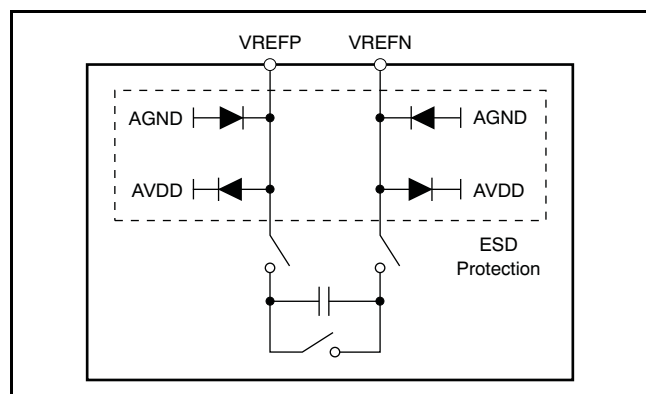 VREFP VREFN
AGND AGND
AVDD AVDD
ESD
Protection